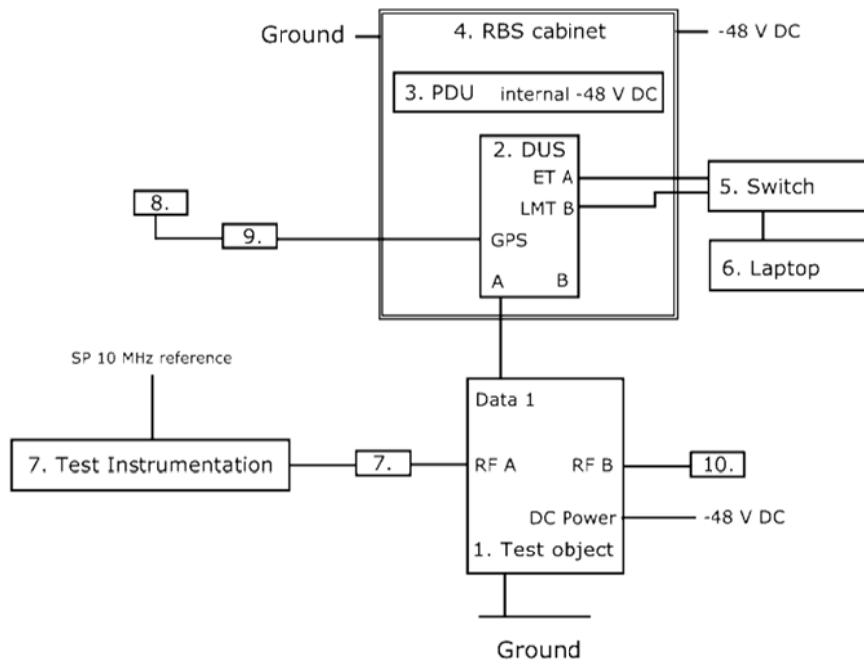 Ground
4. RBS cabinet
-48 V DC
3. PDU internal -48 V DC
2. DUS
ET A
LMT B
GPS
A B
5. Switch
6. Laptop
8.
9.
SP 10 MHz reference
7. Test Instrumentation
7.
Data 1
RF A RF B
10.
DC Power
-48 V DC
1. Test object
Ground